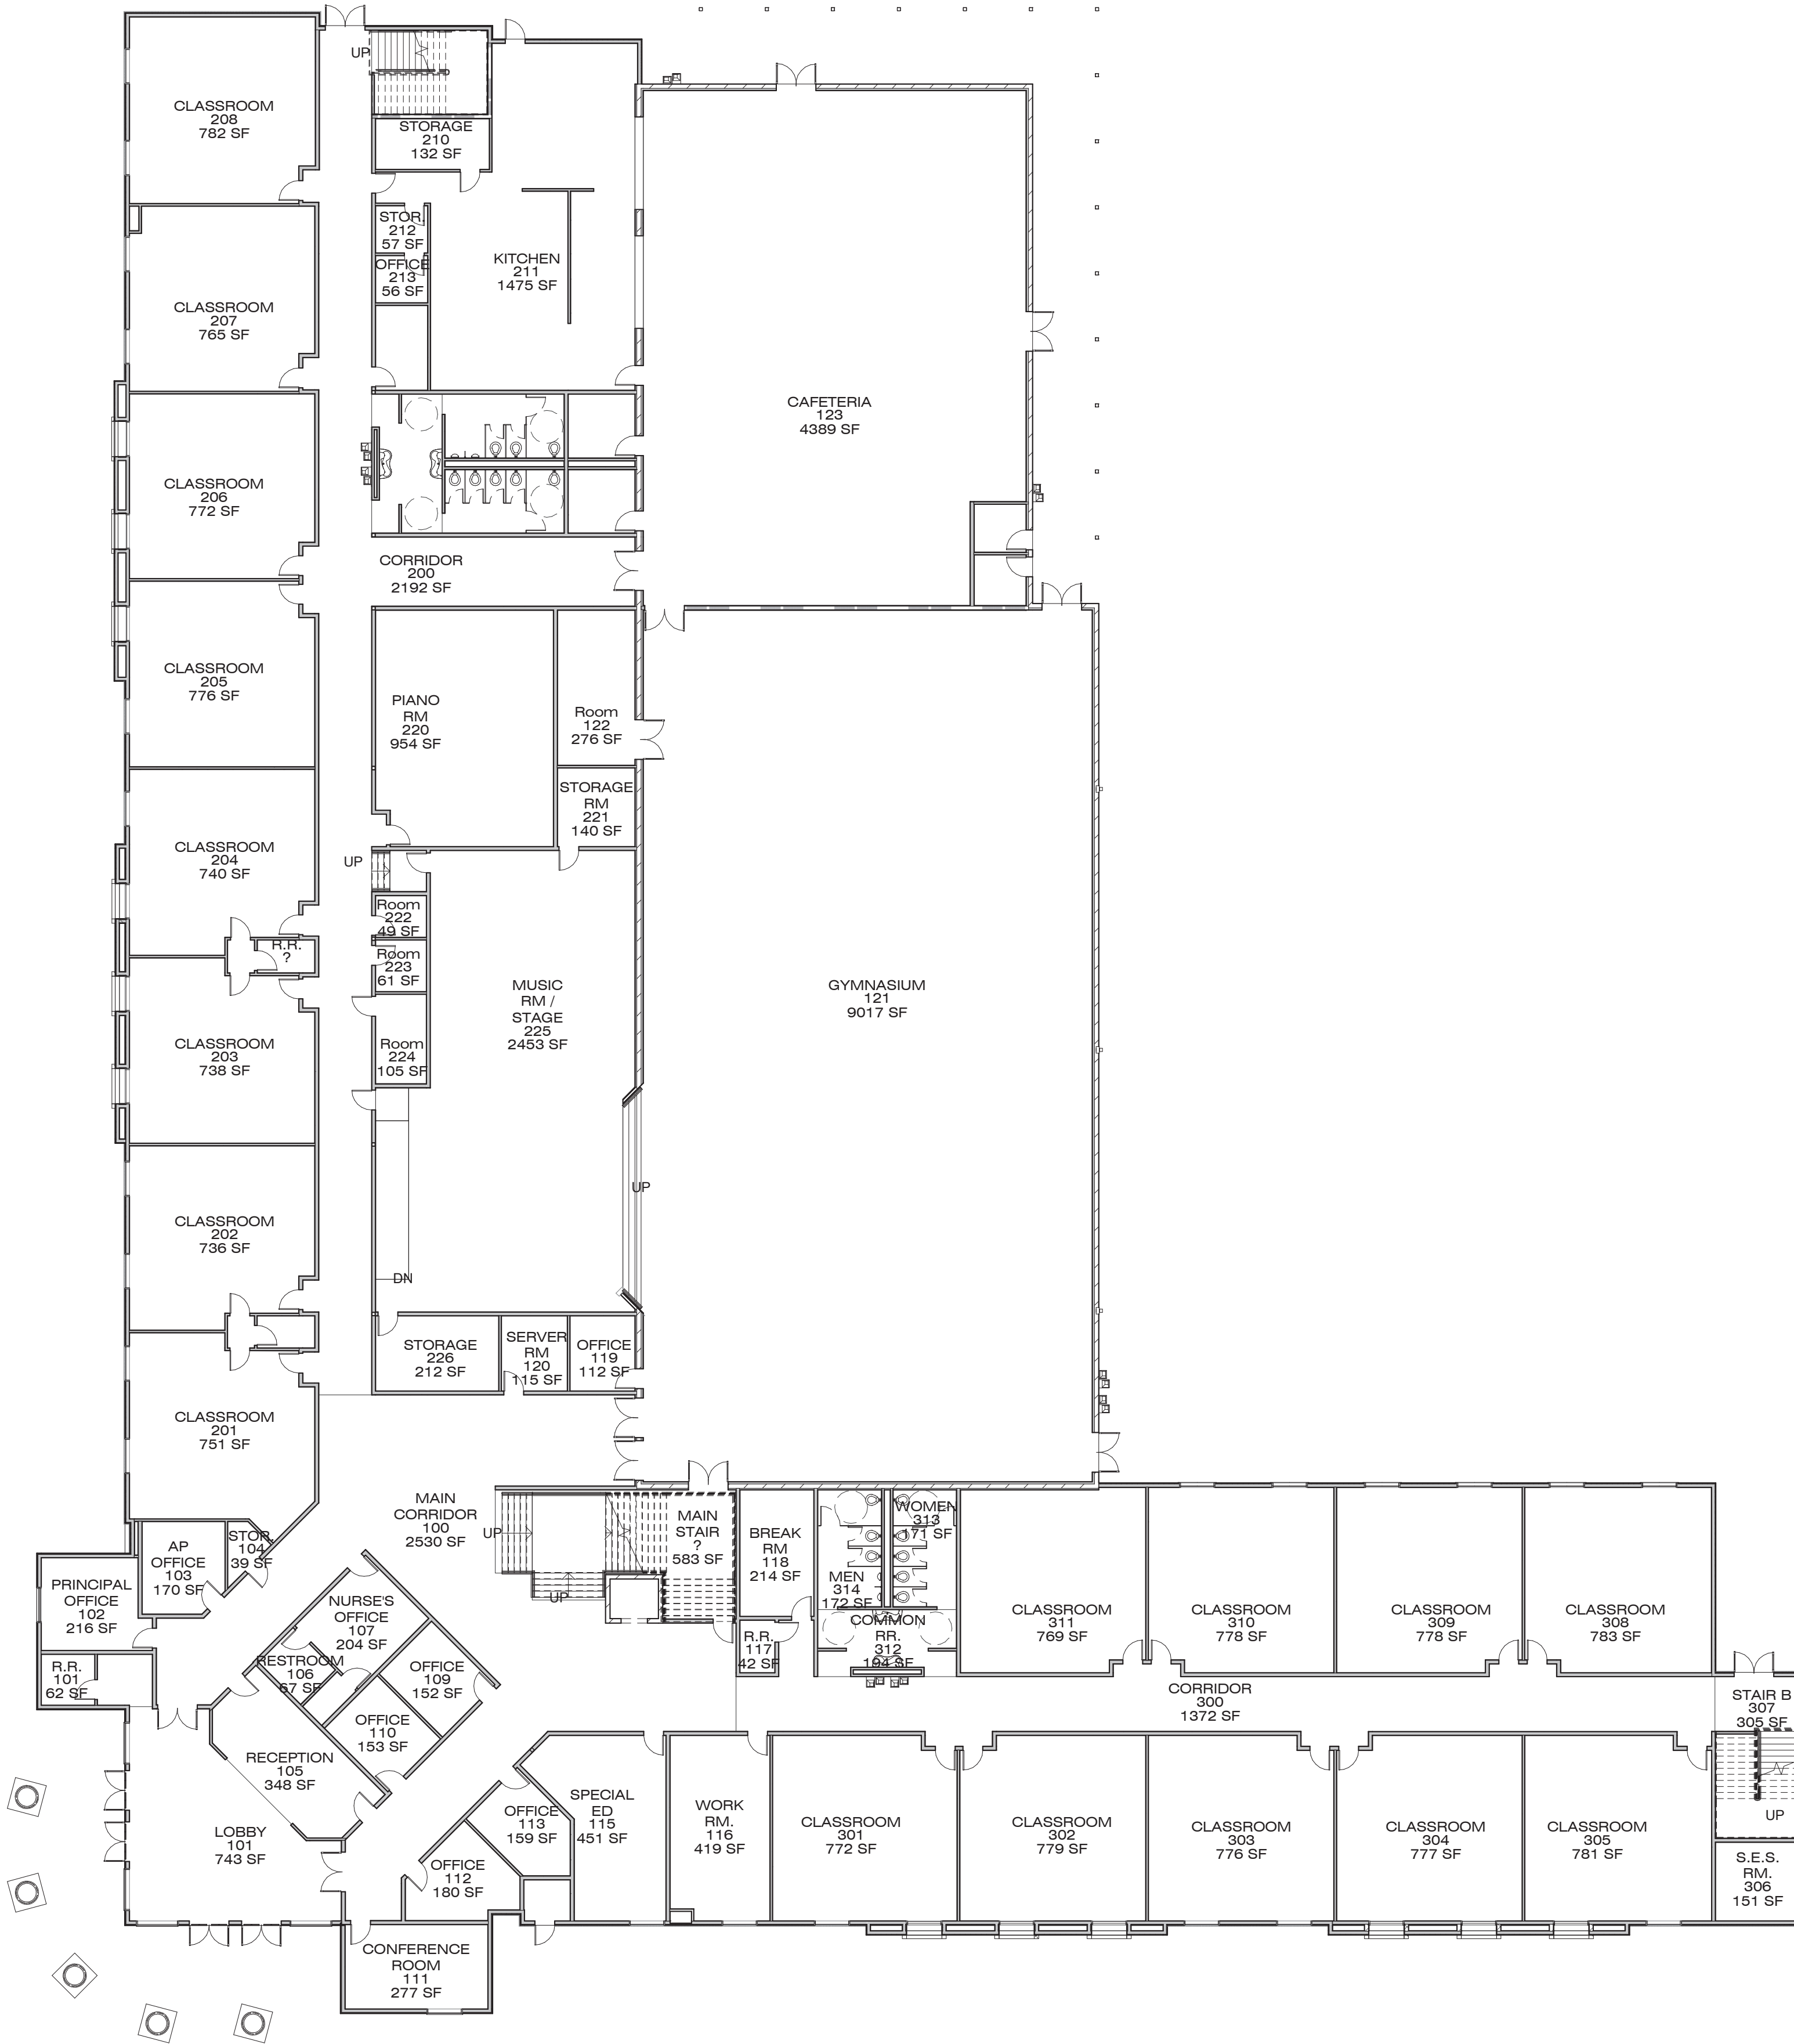 UP
CLASSROOM
208
782 SF
STORAGE
210
132 SF
STOR.
212
57 SF
OFFICE
213
56 SF
KITCHEN
211
1475 SF
CLASSROOM
207
765 SF
CAFETERIA
123
4389 SF
CLASSROOM
206
772 SF
CORRIDOR
200
2192 SF
CLASSROOM
205
776 SF
PIANO
RM
220
954 SF
Room
122
276 SF
STORAGE
RM
221
140 SF
CLASSROOM
204
740 SF
UP
Room
222
49 SF
R.R.
?
Room
223
61 SF
MUSIC
RM /
STAGE
225
2453 SF
GYMNASIUM
121
9017 SF
CLASSROOM
203
738 SF
Room
224
105 SF
UP
CLASSROOM
202
736 SF
DN
STORAGE
226
212 SF
SERVER
RM
120
115 SF
OFFICE
119
112 SF
CLASSROOM
201
751 SF
MAIN
CORRIDOR
100
2530 SF
UP
UP
MAIN
STAIR
?
583 SF
BREAK
RM
118
214 SF
WOMEN
313
171 SF
MEN
314
172 SF
COMMON
RR.
312
194 SF
R.R.
117
42 SF
CLASSROOM
311
769 SF
CLASSROOM
310
778 SF
CLASSROOM
309
778 SF
CLASSROOM
308
783 SF
STOR.
104
39 SF
AP
OFFICE
103
170 SF
PRINCIPAL
OFFICE
102
216 SF
R.R.
101
62 SF
NURSE'S
OFFICE
107
204 SF
RESTROOM
106
67 SF
OFFICE
109
152 SF
OFFICE
110
153 SF
RECEPTION
105
348 SF
CORRIDOR
300
1372 SF
STAIR B
307
305 SF
UP
LOBBY
101
743 SF
OFFICE
113
159 SF
OFFICE
112
180 SF
SPECIAL
ED
115
451 SF
WORK
RM.
116
419 SF
CLASSROOM
301
772 SF
CLASSROOM
302
779 SF
CLASSROOM
303
776 SF
CLASSROOM
304
777 SF
CLASSROOM
305
781 SF
S.E.S.
RM.
306
151 SF
CONFERENCE
ROOM
111
277 SF